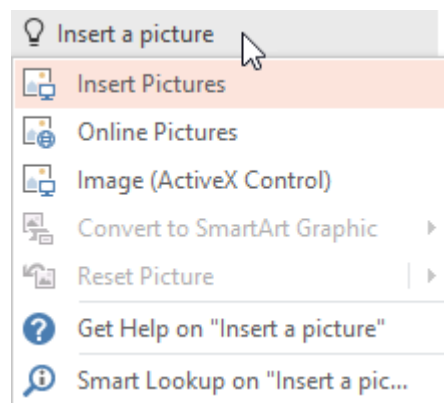 Insert a picture
Insert Pictures
Online Pictures
Image (ActiveX Control)
Convert to SmartArt Graphic
Reset Picture
Get Help on "Insert a picture"
Smart Lookup on "Insert a pic...